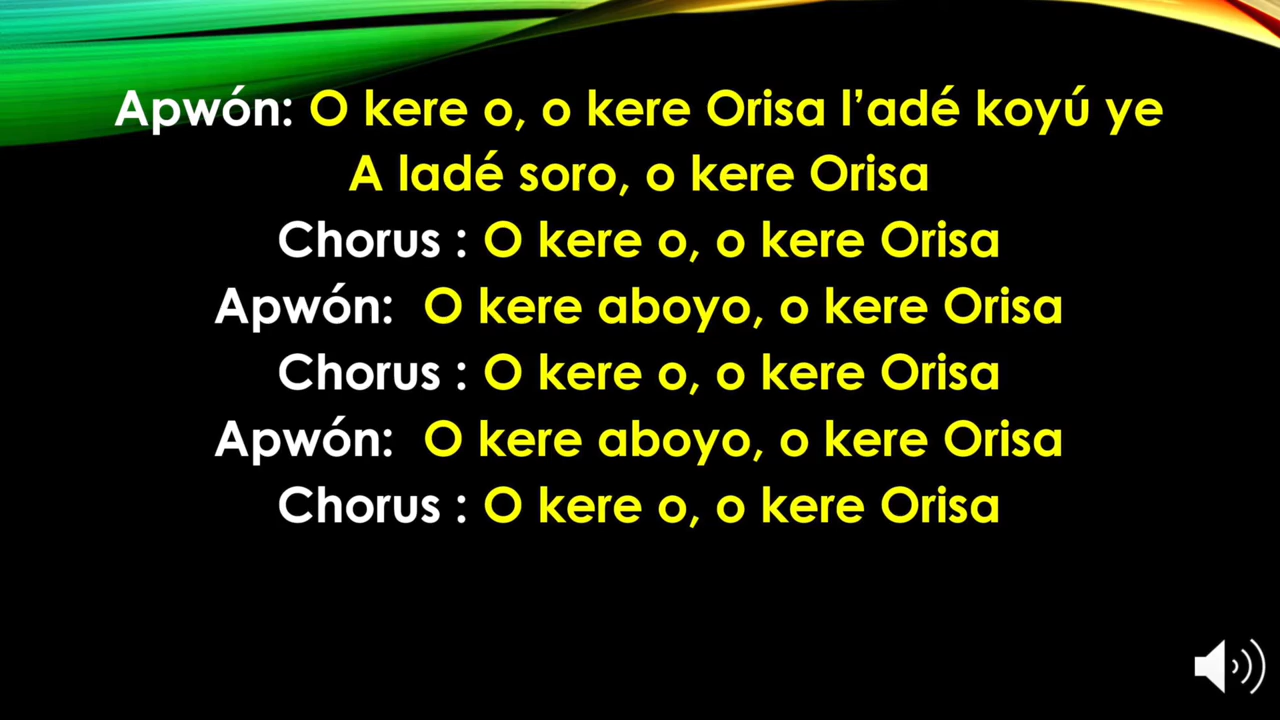 Apwón: O kere o, o kere Orisa l’adé koyú ye
A ladé soro, o kere Orisa
Chorus : O kere o, o kere Orisa
Apwón: O kere aboyo, o kere Orisa
Chorus : O kere o, o kere Orisa
Apwón: O kere aboyo, o kere Orisa
Chorus : O kere o, o kere Orisa